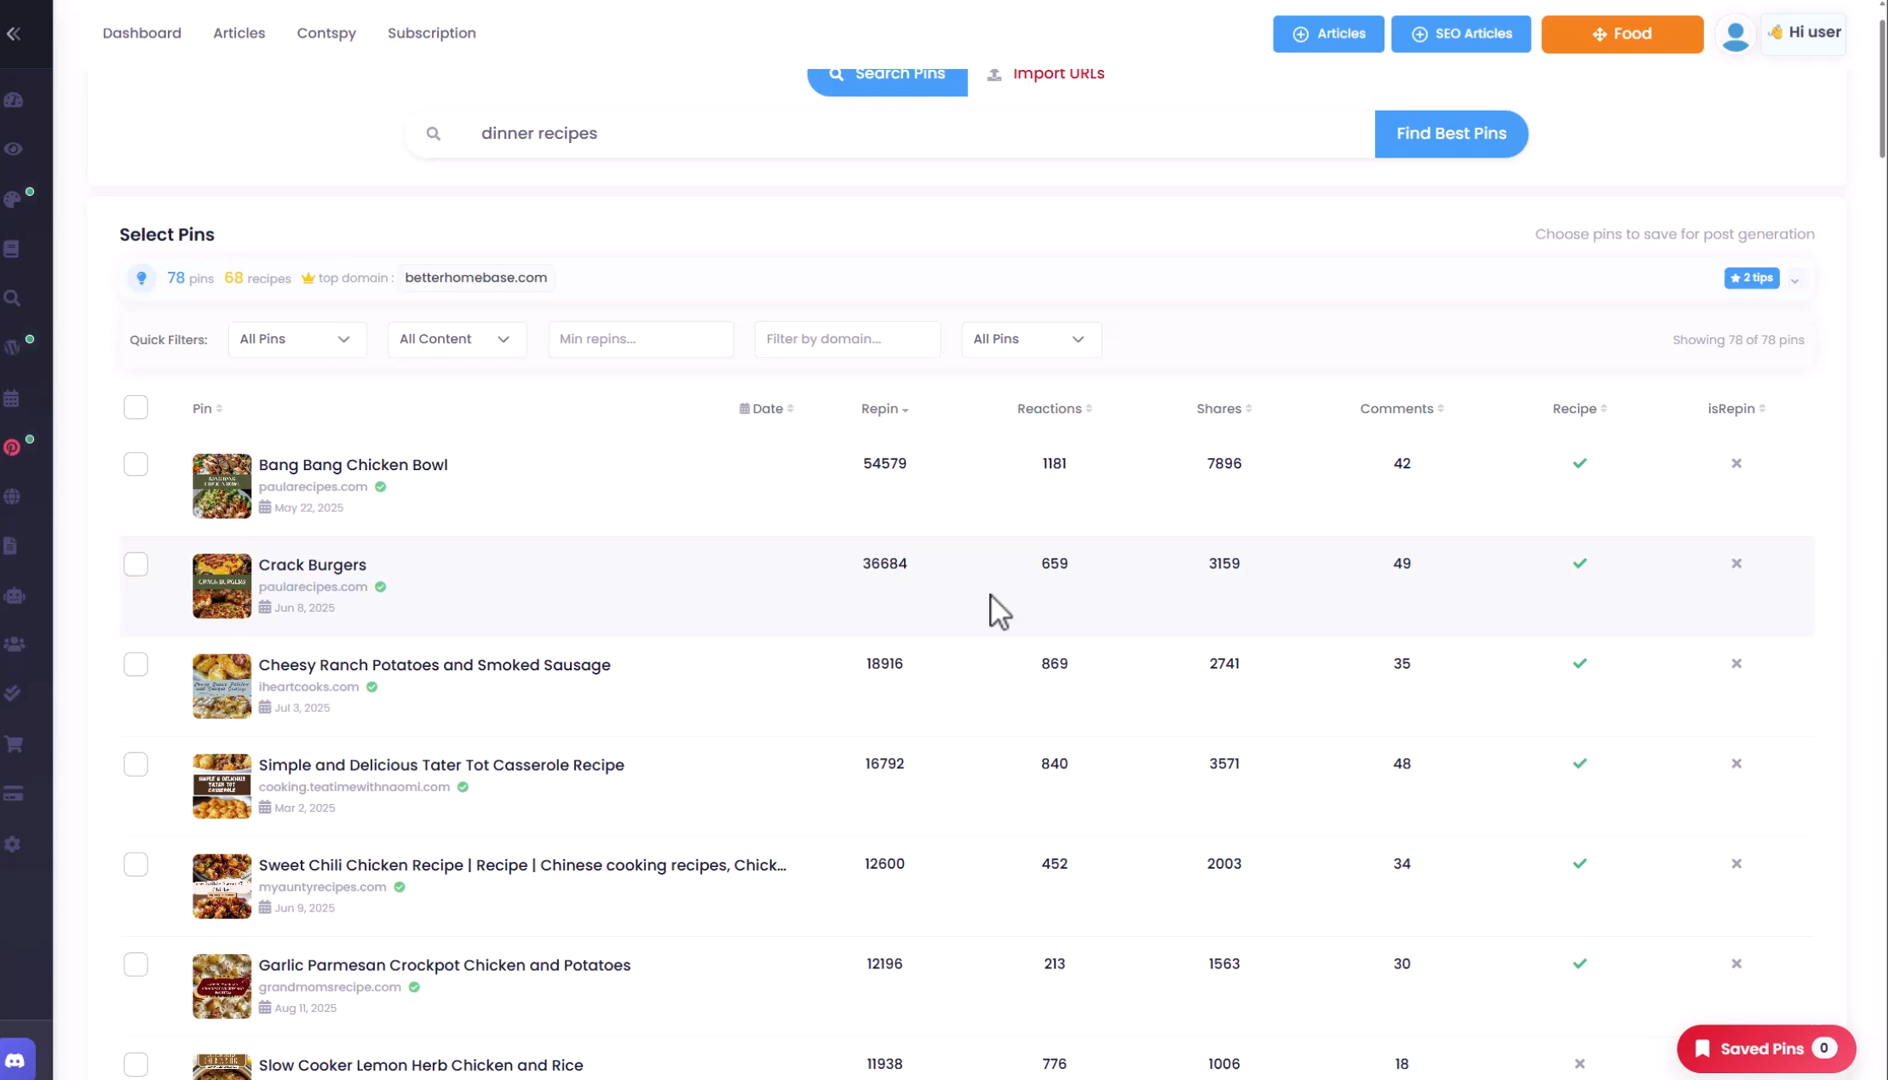 Dashboard Articles Contspy Subscription
Articles SEO Articles Food Hi user
Search Pins Import URLs
dinner recipes Find Best Pins
Select Pins Choose pins to save for post generation
78 pins 68 recipes top domain : betterhomebase.com 2 tips
Quick Filters: All Pins All Content Min repins... Filter by domain... All Pins Showing 78 of 78 pins
Pin Date Repin Reactions Shares Comments Recipe isRepin
Bang Bang Chicken Bowl 54579 1181 7896 42
paularecipes.com
May 22, 2025
Crack Burgers 36684 659 3159 49
CRACK BURGERS
paularecipes.com
Jun 8, 2025
Cheesy Ranch Potatoes and Smoked Sausage 18916 869 2741 35
iheartcooks.com
Jul 3, 2025
Simple and Delicious Tater Tot Casserole Recipe 16792 840 3571 48
SIMPLE & DELICIOUS
TATER TOT
CASSEROLE
cooking.teatimewithnaomi.com
Mar 2, 2025
Sweet Chili Chicken Recipe | Recipe | Chinese cooking recipes, Chick... 12600 452 2003 34
myauntyrecipes.com
Jun 9, 2025
Garlic Parmesan Crockpot Chicken and Potatoes 12196 213 1563 30
grandmomsrecipe.com
Aug 11, 2025
Slow Cooker Lemon Herb Chicken and Rice 11938 776 1006 18
Saved Pins 0